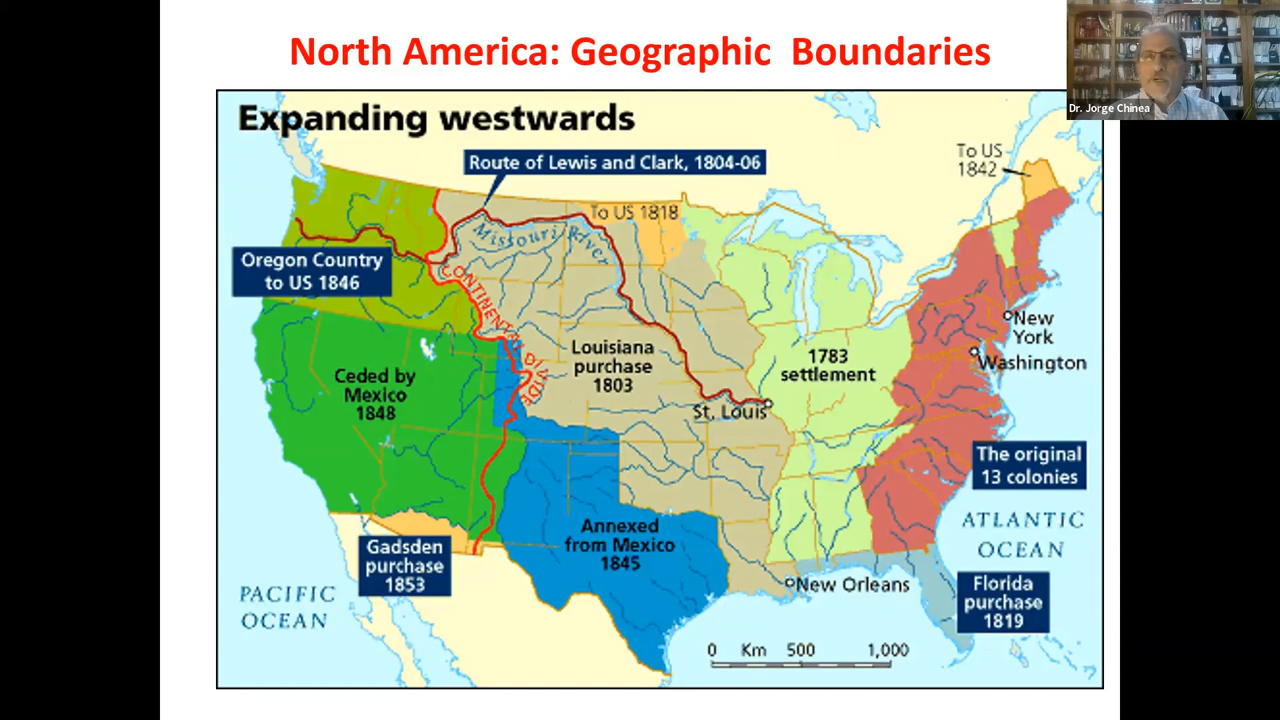 North America: Geographic Boundaries
Dr. Jorge Chinea
Expanding westwards
Route of Lewis and Clark, 1804-06
To US
1842
To US 1818
Missouri River
Oregon Country
to US 1846
CONTINENTAL DIVIDE
New
York
Washington
Louisiana
purchase
1803
1783
settlement
Ceded by
Mexico
1848
St. Louis
The original
13 colonies
ATLANTIC
OCEAN
Annexed
from Mexico
1845
Gadsden
purchase
1853
PACIFIC
OCEAN
New Orleans
Florida
purchase
1819
0 Km 500 1,000